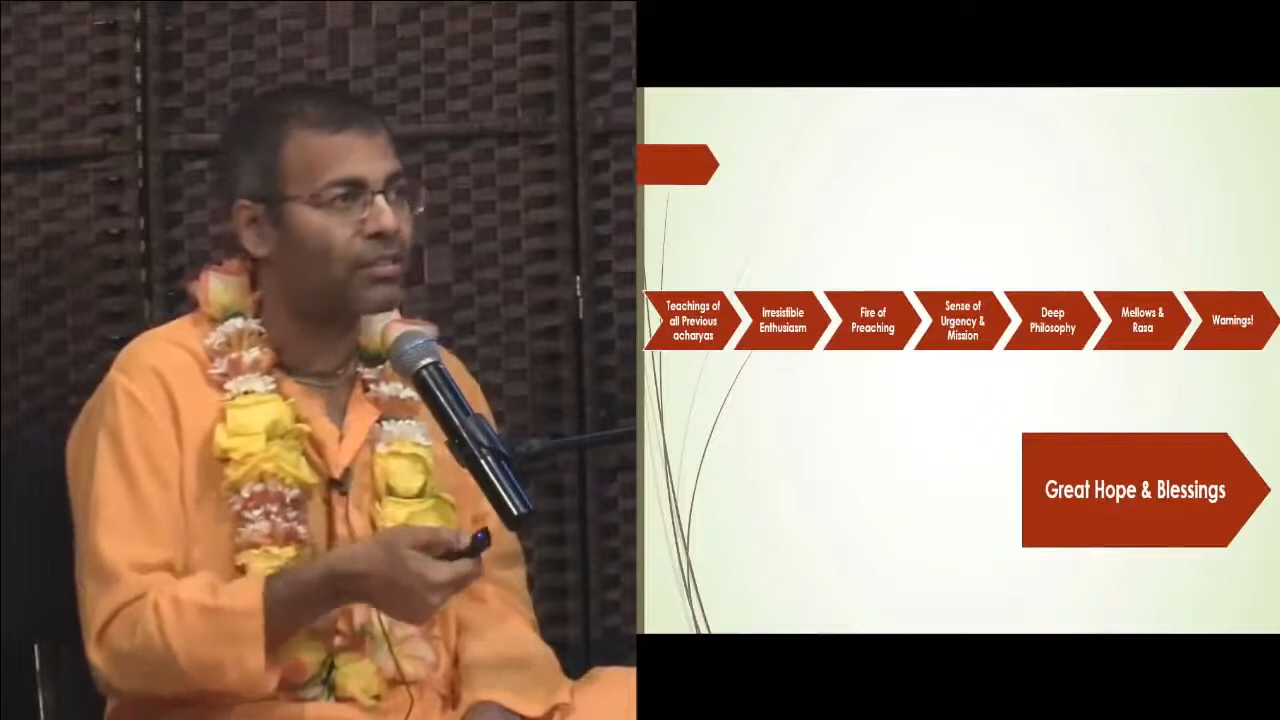 Teachings of
all Previous
acharyas
Irresistible
Enthusiasm
Fire of
Preaching
Sense of
Urgency &
Mission
Deep
Philosophy
Mellows &
Rasa
Warnings!
Great Hope & Blessings